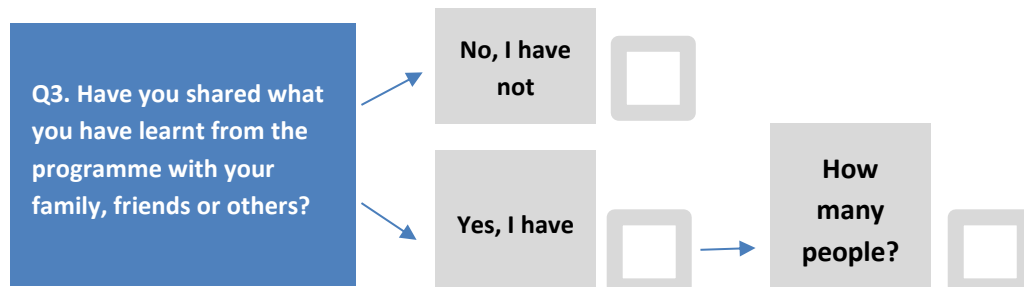 Q3. Have you shared what
you have learnt from the
programme with your
family, friends or others?
No, I have
not
Yes, I have
How
many
people?